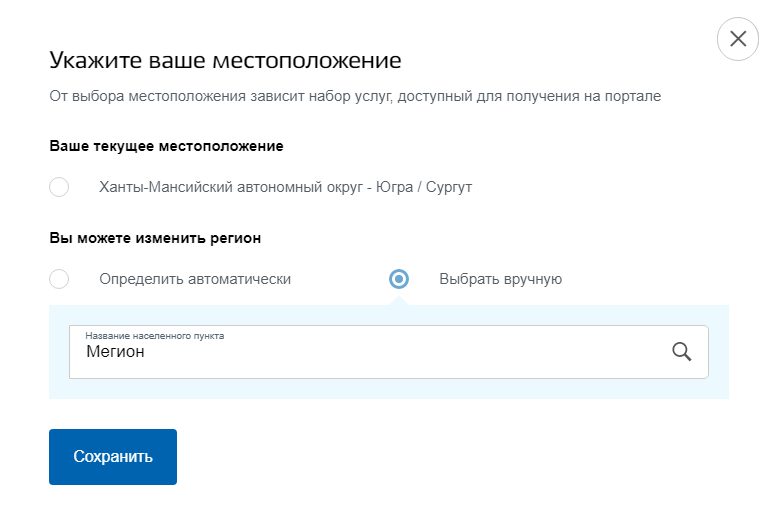 Укажите ваше местоположение
От выбора местоположения зависит набор услуг, доступный для получения на портале
Ваше текущее местоположение
Ханты-Мансийский автономный округ - Югра / Сургут
Вы можете изменить регион
Определить автоматически
Выбрать вручную
Название населенного пункта
Мегион
Сохранить